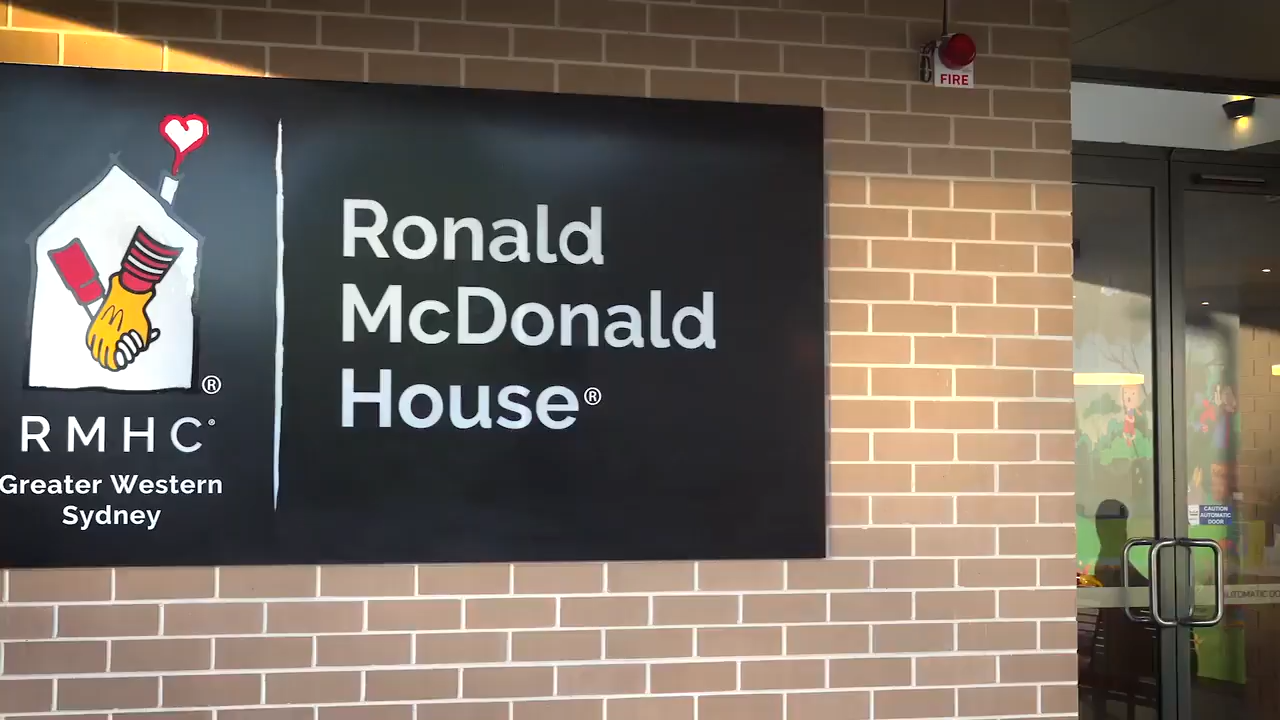 Ronald
McDonald
House®
®
RMHC®
Greater Western
Sydney
FIRE
CAUTION
AUTOMATIC
DOOR